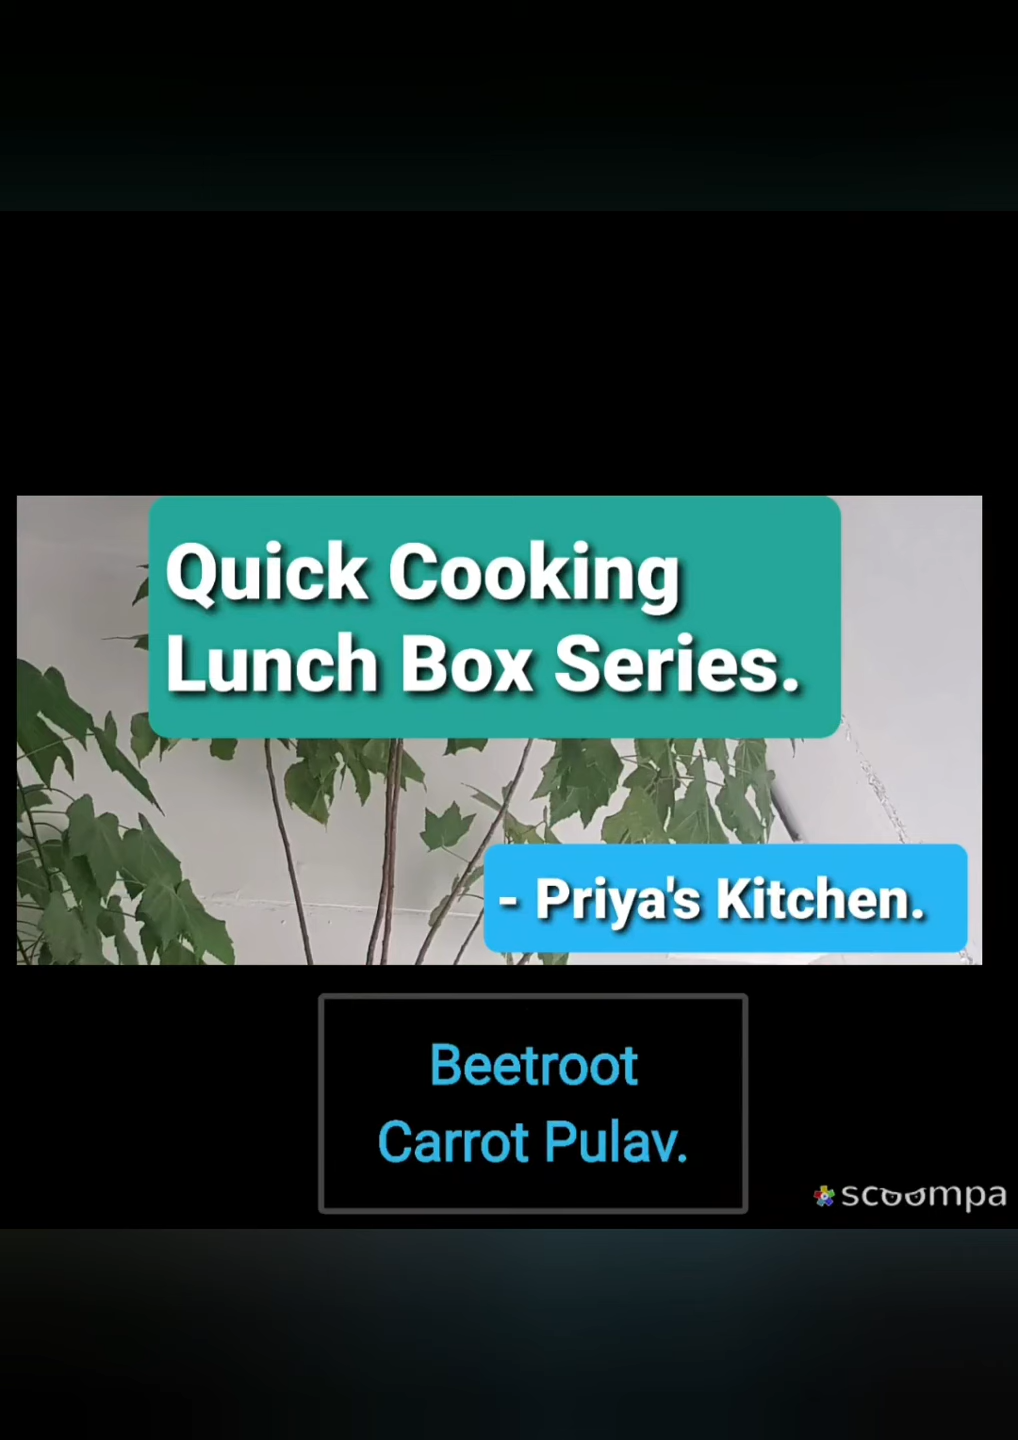 Quick Cooking
Lunch Box Series.
- Priya's Kitchen.
Beetroot
Carrot Pulav.
scoompa